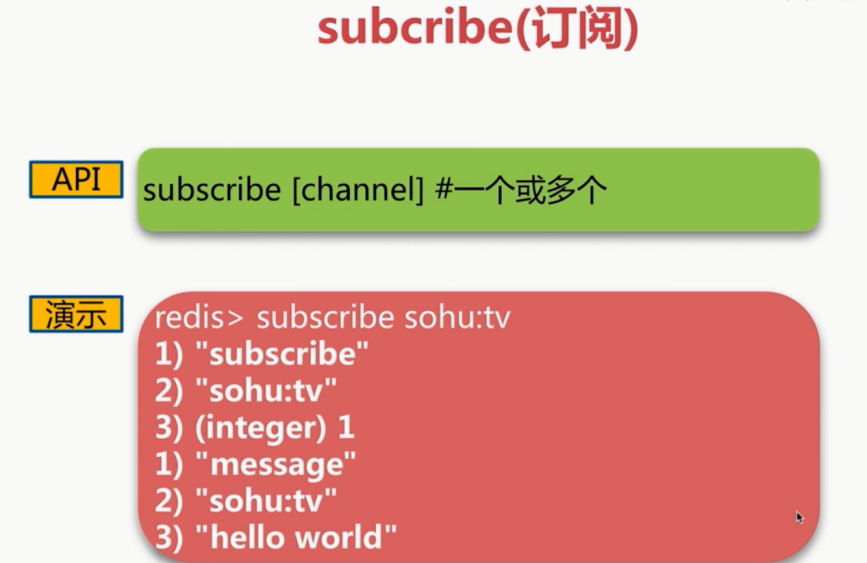 subcribe(订阅)
API
subscribe [channel] #一个或多个
演示
redis> subscribe sohu:tv
1) "subscribe"
2) "sohu:tv"
3) (integer) 1
1) "message"
2) "sohu:tv"
3) "hello world"